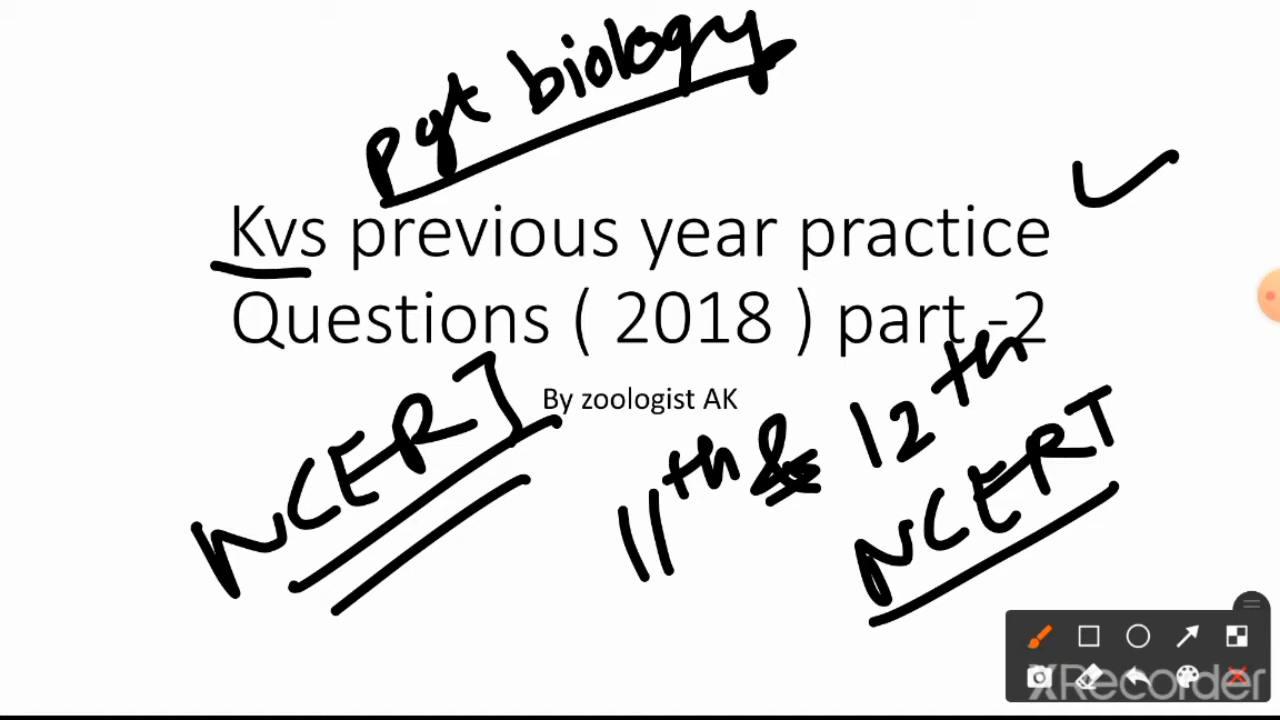 pgt biology
Kvs previous year practice
Questions ( 2018 ) part -2
By zoologist AK
NCERT
11th & 12th
NCERT
XRecorder